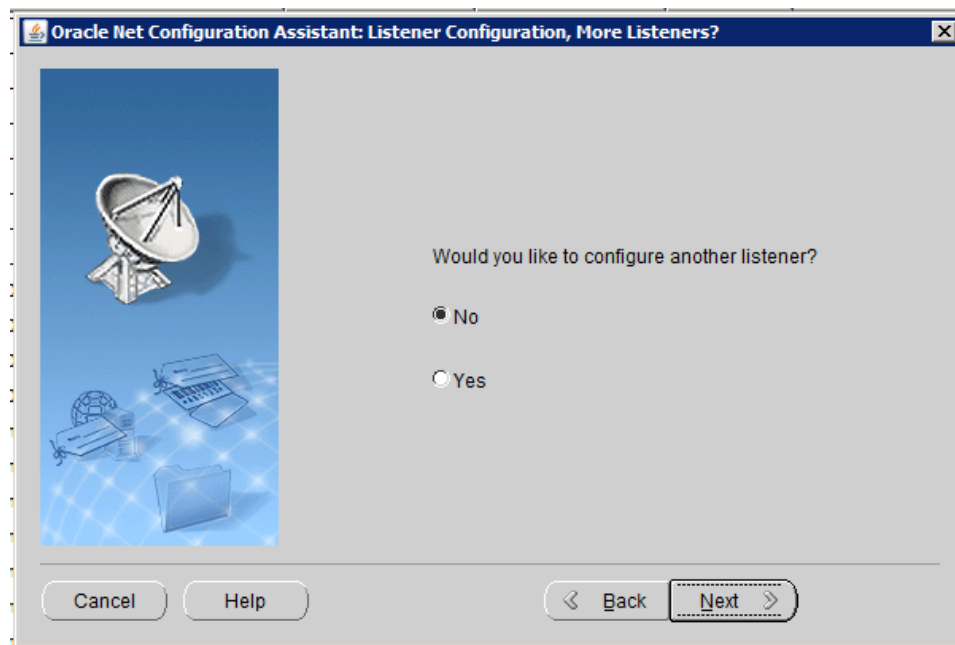 Oracle Net Configuration Assistant: Listener Configuration, More Listeners?
Would you like to configure another listener?
No
Yes
Cancel
Help
Back
Next